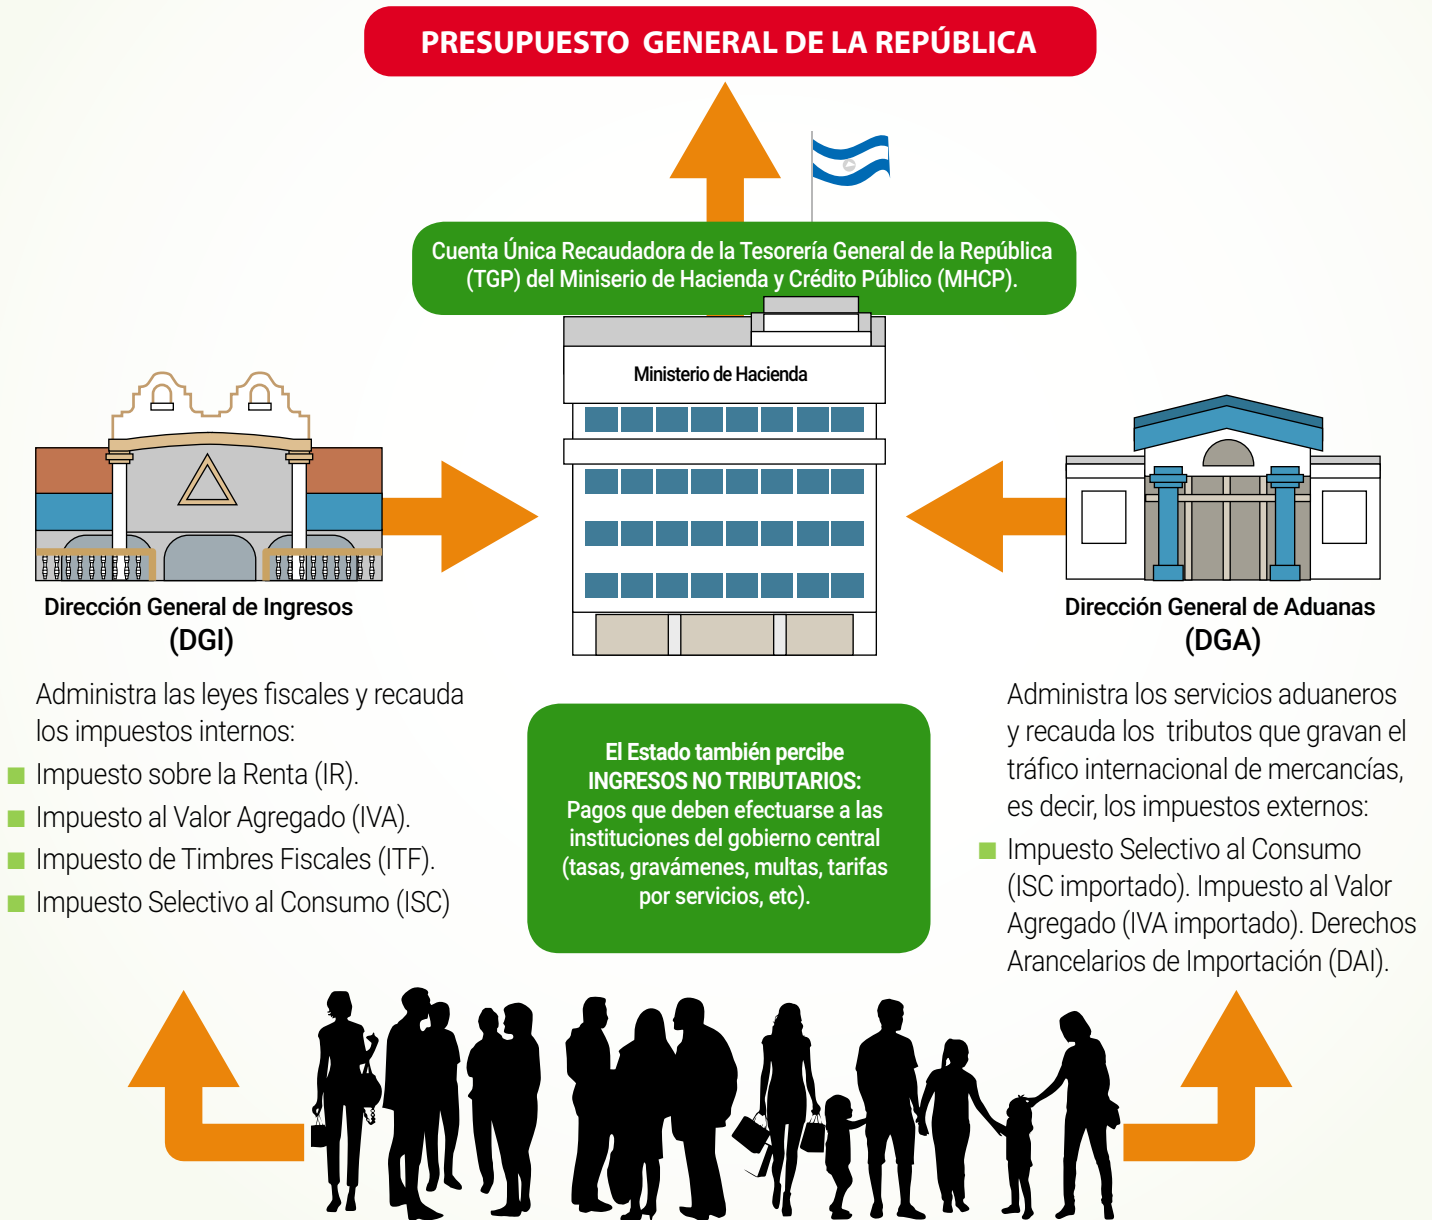 PRESUPUESTO GENERAL DE LA REPÚBLICA
Cuenta Única Recaudadora de la Tesorería General de la República
(TGP) del Miniserio de Hacienda y Crédito Público (MHCP).
Ministerio de Hacienda
Dirección General de Ingresos
(DGI)
Administra las leyes fiscales y recauda
los impuestos internos:
Impuesto sobre la Renta (IR).
Impuesto al Valor Agregado (IVA).
Impuesto de Timbres Fiscales (ITF).
Impuesto Selectivo al Consumo (ISC)
El Estado también percibe
INGRESOS NO TRIBUTARIOS:
Pagos que deben efectuarse a las
instituciones del gobierno central
(tasas, gravámenes, multas, tarifas
por servicios, etc).
Dirección General de Aduanas
(DGA)
Administra los servicios aduaneros
y recauda los tributos que gravan el
tráfico internacional de mercancías,
es decir, los impuestos externos:
Impuesto Selectivo al Consumo
(ISC importado). Impuesto al Valor
Agregado (IVA importado). Derechos
Arancelarios de Importación (DAI).